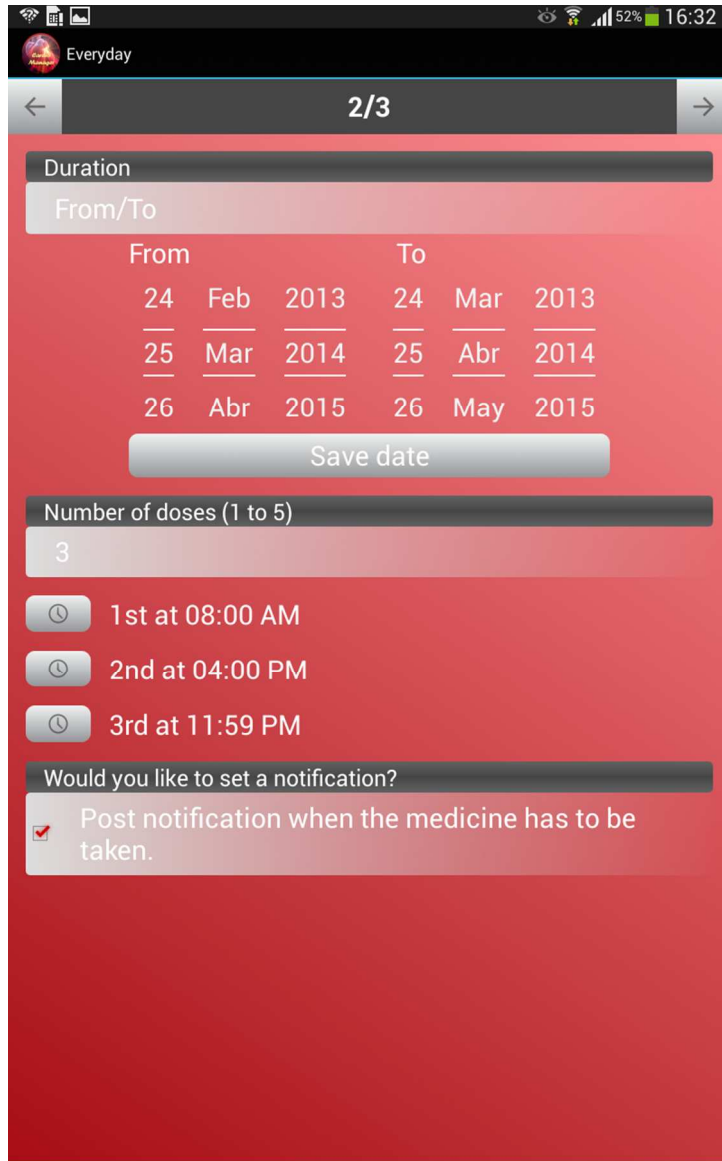 52% 16:32
Everyday
2/3
Duration
From/To
From To
24 Feb 2013 24 Mar 2013
25 Mar 2014 25 Abr 2014
26 Abr 2015 26 May 2015
Save date
Number of doses (1 to 5)
3
1st at 08:00 AM
2nd at 04:00 PM
3rd at 11:59 PM
Would you like to set a notification?
Post notification when the medicine has to be
taken.